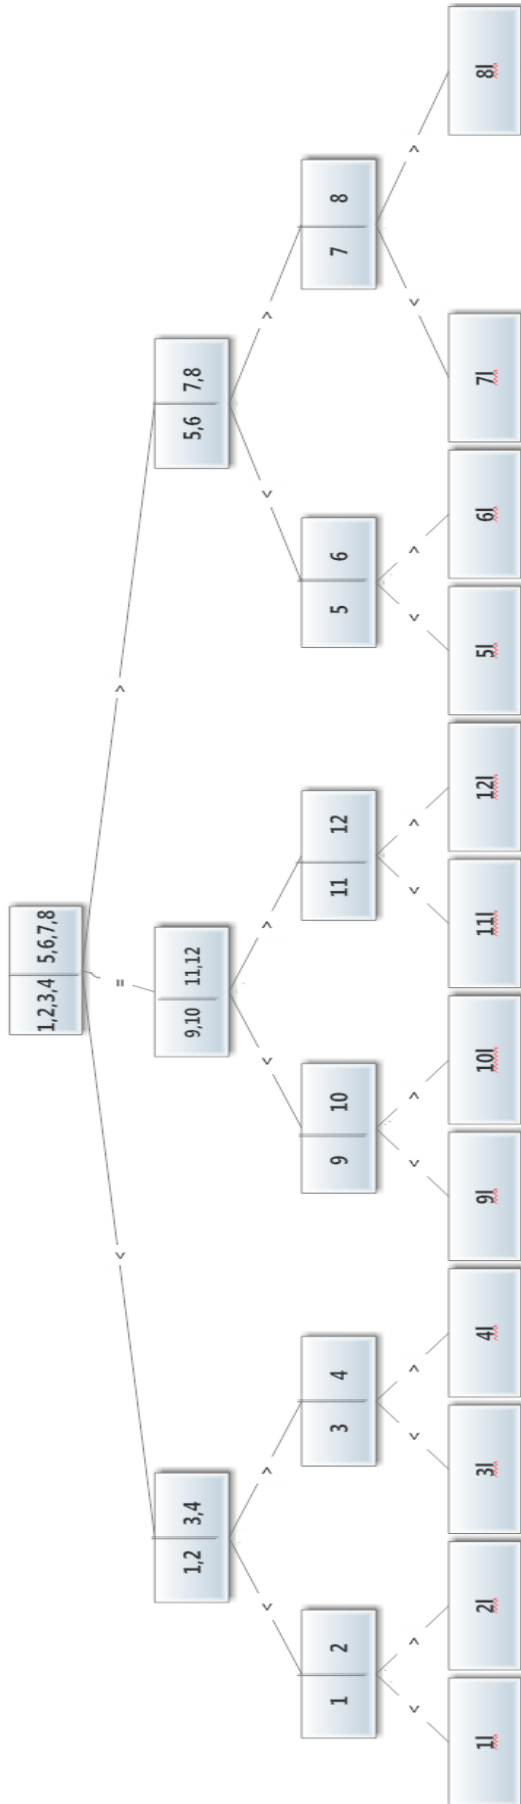 1,2,3,4 5,6,7,8
< = >
1,2 3,4 9,10 11,12 5,6 7,8
< > < > < >
1 2 3 4 9 10 11 12 5 6 7 8
< > < > < > < > < > < >
1l 2l 3l 4l 9l 10l 11l 12l 5l 6l 7l 8l